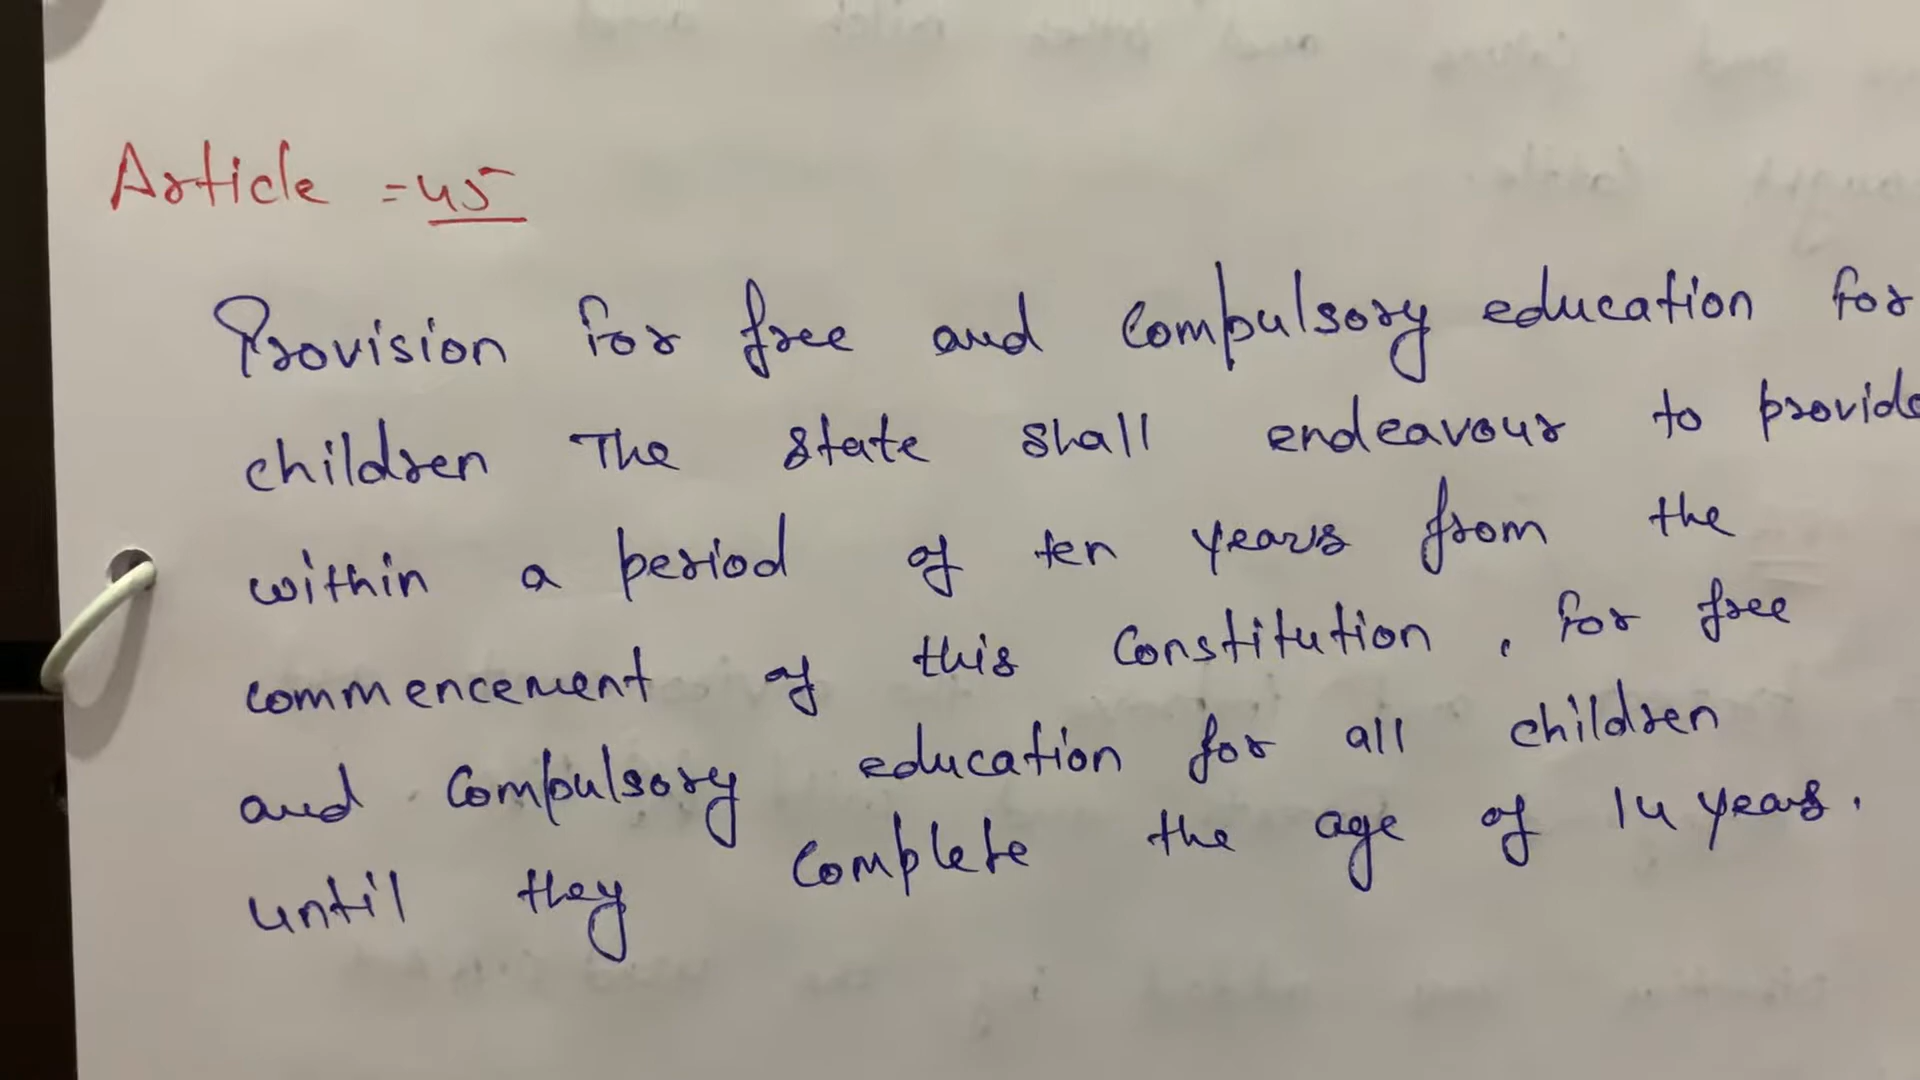 Article = 45
Provision for free and compulsory education for
children The state shall endeavour to provide
within a period of ten years from the
commencement of this Constitution, for free
and compulsory education for all children
until they complete the age of 14 years.